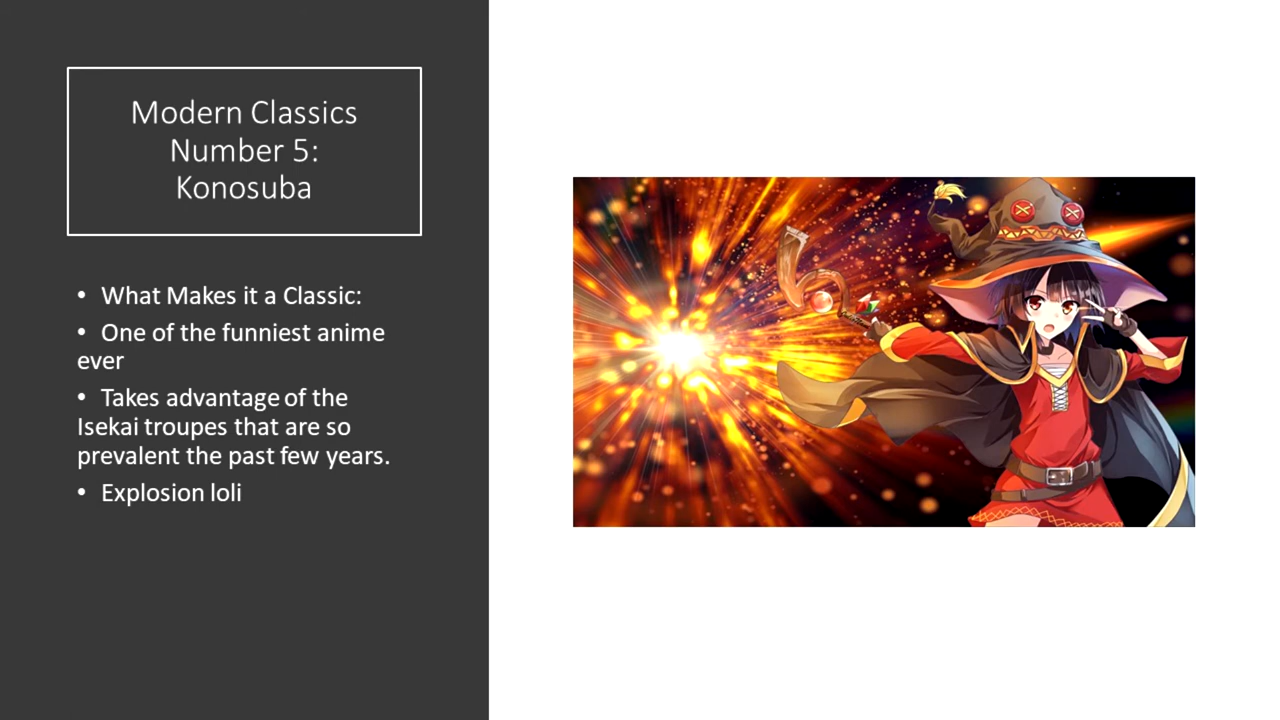 Modern Classics
Number 5:
Konosuba
• What Makes it a Classic:
• One of the funniest anime
ever
• Takes advantage of the
Isekai troupes that are so
prevalent the past few years.
• Explosion loli